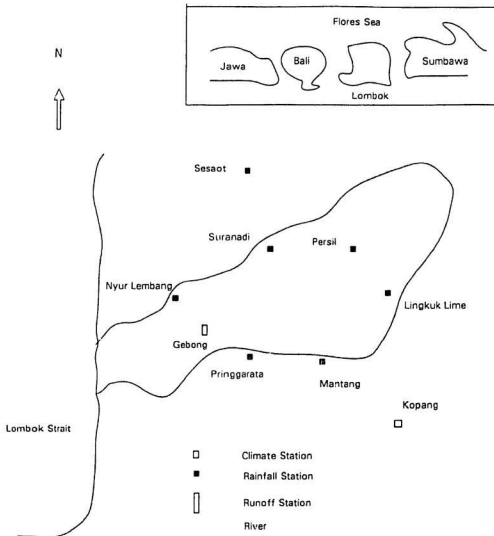 Flores Sea
N
Jawa
Bali
Sumbawa
Lombok
Sesaot
Suranadi
Persil
Nyur Lembang
Lingkuk Lime
Gebong
Pringgarata
Mantang
Kopang
Lombok Strait
Climate Station
Rainfall Station
Runoff Station
River